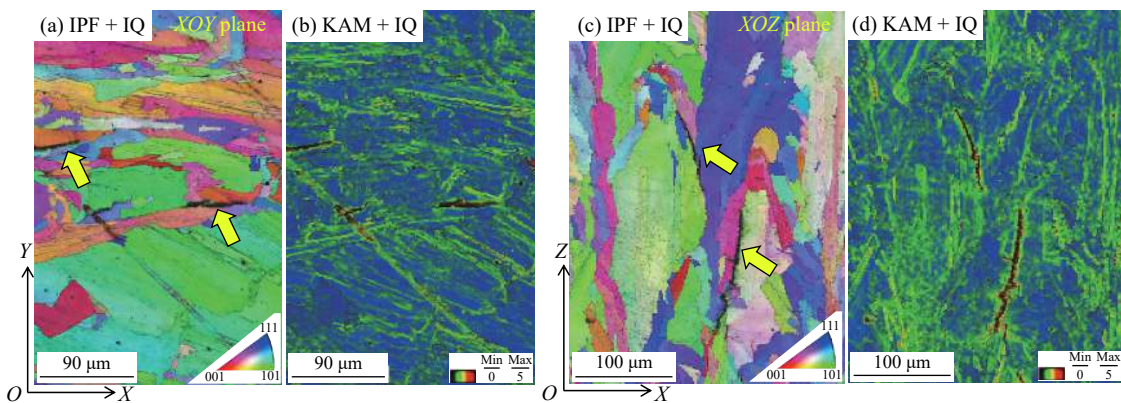 (a) IPF + IQ
XOY plane
(b) KAM + IQ
(c) IPF + IQ
XOZ plane
(d) KAM + IQ
Y
O
X
90 μm
111
001
101
90 μm
Min Max
0 5
Z
O
X
100 μm
111
001
101
100 μm
Min Max
0 5